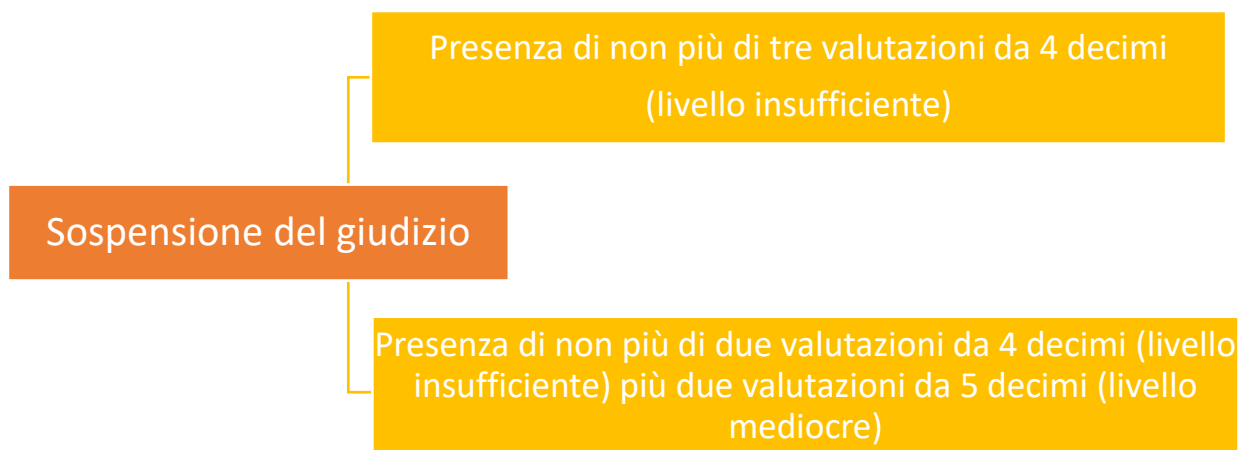 Presenza di non più di tre valutazioni da 4 decimi
(livello insufficiente)
Sospensione del giudizio
Presenza di non più di due valutazioni da 4 decimi (livello
insufficiente) più due valutazioni da 5 decimi (livello
mediocre)